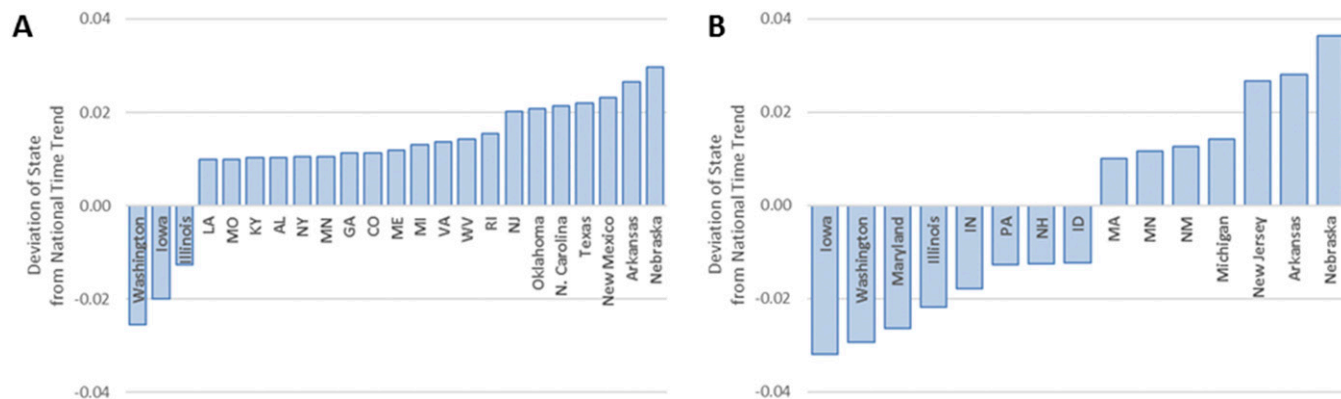 A
Deviation of State
from National Time Trend
0.04
0.02
0.00
-0.02
-0.04
Washington
Iowa
Illinois
LA
MO
KY
AL
NY
MN
GA
CO
ME
MI
VA
WV
RI
NJ
Oklahoma
N. Carolina
Texas
New Mexico
Arkansas
Nebraska
B
Deviation of State
from National Time Trend
0.04
0.02
0.00
-0.02
-0.04
Iowa
Washington
Maryland
Illinois
IN
PA
NH
ID
MA
MN
NM
Michigan
New Jersey
Arkansas
Nebraska